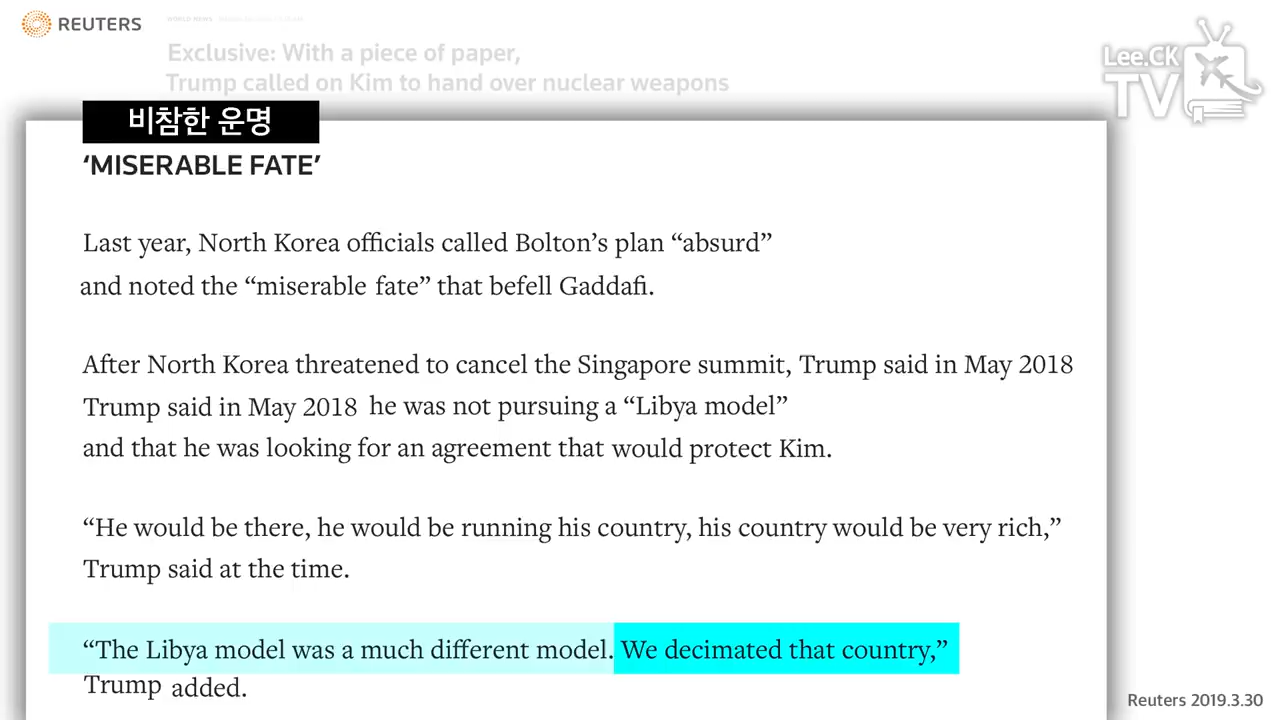 REUTERS
Exclusive: With a piece of paper,
Trump called on Kim to hand over nuclear weapons
Lee.CK
TV
비참한 운명
‘MISERABLE FATE’
Last year, North Korea officials called Bolton’s plan “absurd”
and noted the “miserable fate” that befell Gaddafi.
After North Korea threatened to cancel the Singapore summit, Trump said in May 2018
Trump said in May 2018 he was not pursuing a “Libya model”
and that he was looking for an agreement that would protect Kim.
“He would be there, he would be running his country, his country would be very rich,”
Trump said at the time.
“The Libya model was a much different model. We decimated that country,”
Trump added.
Reuters 2019.3.30